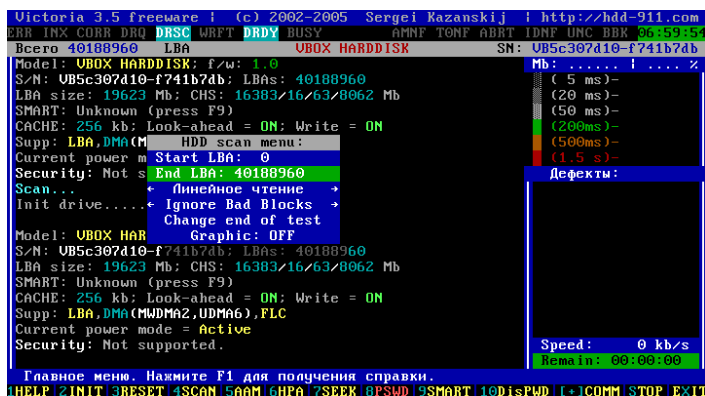 Victoria 3.5 freeware | (c) 2002-2005 Sergei Kazanskij | http://hdd-911.com
ERR INX CORR DRQ DRSC WRFT DRDY BUSY AMNF T0NF ABRT IDNF UNC BBK 06:59:54
Всего 40188960 LBA VBOX HARDDISK SN: VB5c307d10-f741b7db
Model: VBOX HARDDISK; f/w: 1.0
S/N: VB5c307d10-f741b7db; LBAs: 40188960
LBA size: 19623 Mb; CHS: 16383/16/63/8062 Mb
SMART: Unknown (press F9)
CACHE: 256 kb; Look-ahead = ON; Write = ON
Supp: LBA,DMA(M
Current power m
Security: Not s
Scan...
Init drive.....
HDD scan menu:
Start LBA: 0
End LBA: 40188960
← Линейное чтение →
← Ignore Bad Blocks →
Change end of test
Graphic: OFF
Model: VBOX HAR
S/N: VB5c307d10-f741b7db; LBAs: 40188960
LBA size: 19623 Mb; CHS: 16383/16/63/8062 Mb
SMART: Unknown (press F9)
CACHE: 256 kb; Look-ahead = ON; Write = ON
Supp: LBA,DMA(MWDMA2,UDMA6),FLC
Current power mode = Active
Security: Not supported.
Mb: ...... | .... %
( 5 ms)-
(20 ms)-
(50 ms)-
(200ms)-
(500ms)-
(1.5 s)-
Дефекты:
Speed: 0 kb/s
Remain: 00:00:00
Главное меню. Нажмите F1 для получения справки.
1HELP 2INIT 3RESET 4SCAN 5AAM 6HPA 7SEEK 8PSWD 9SMART 10DisPWD [+]COMM STOP EXIT